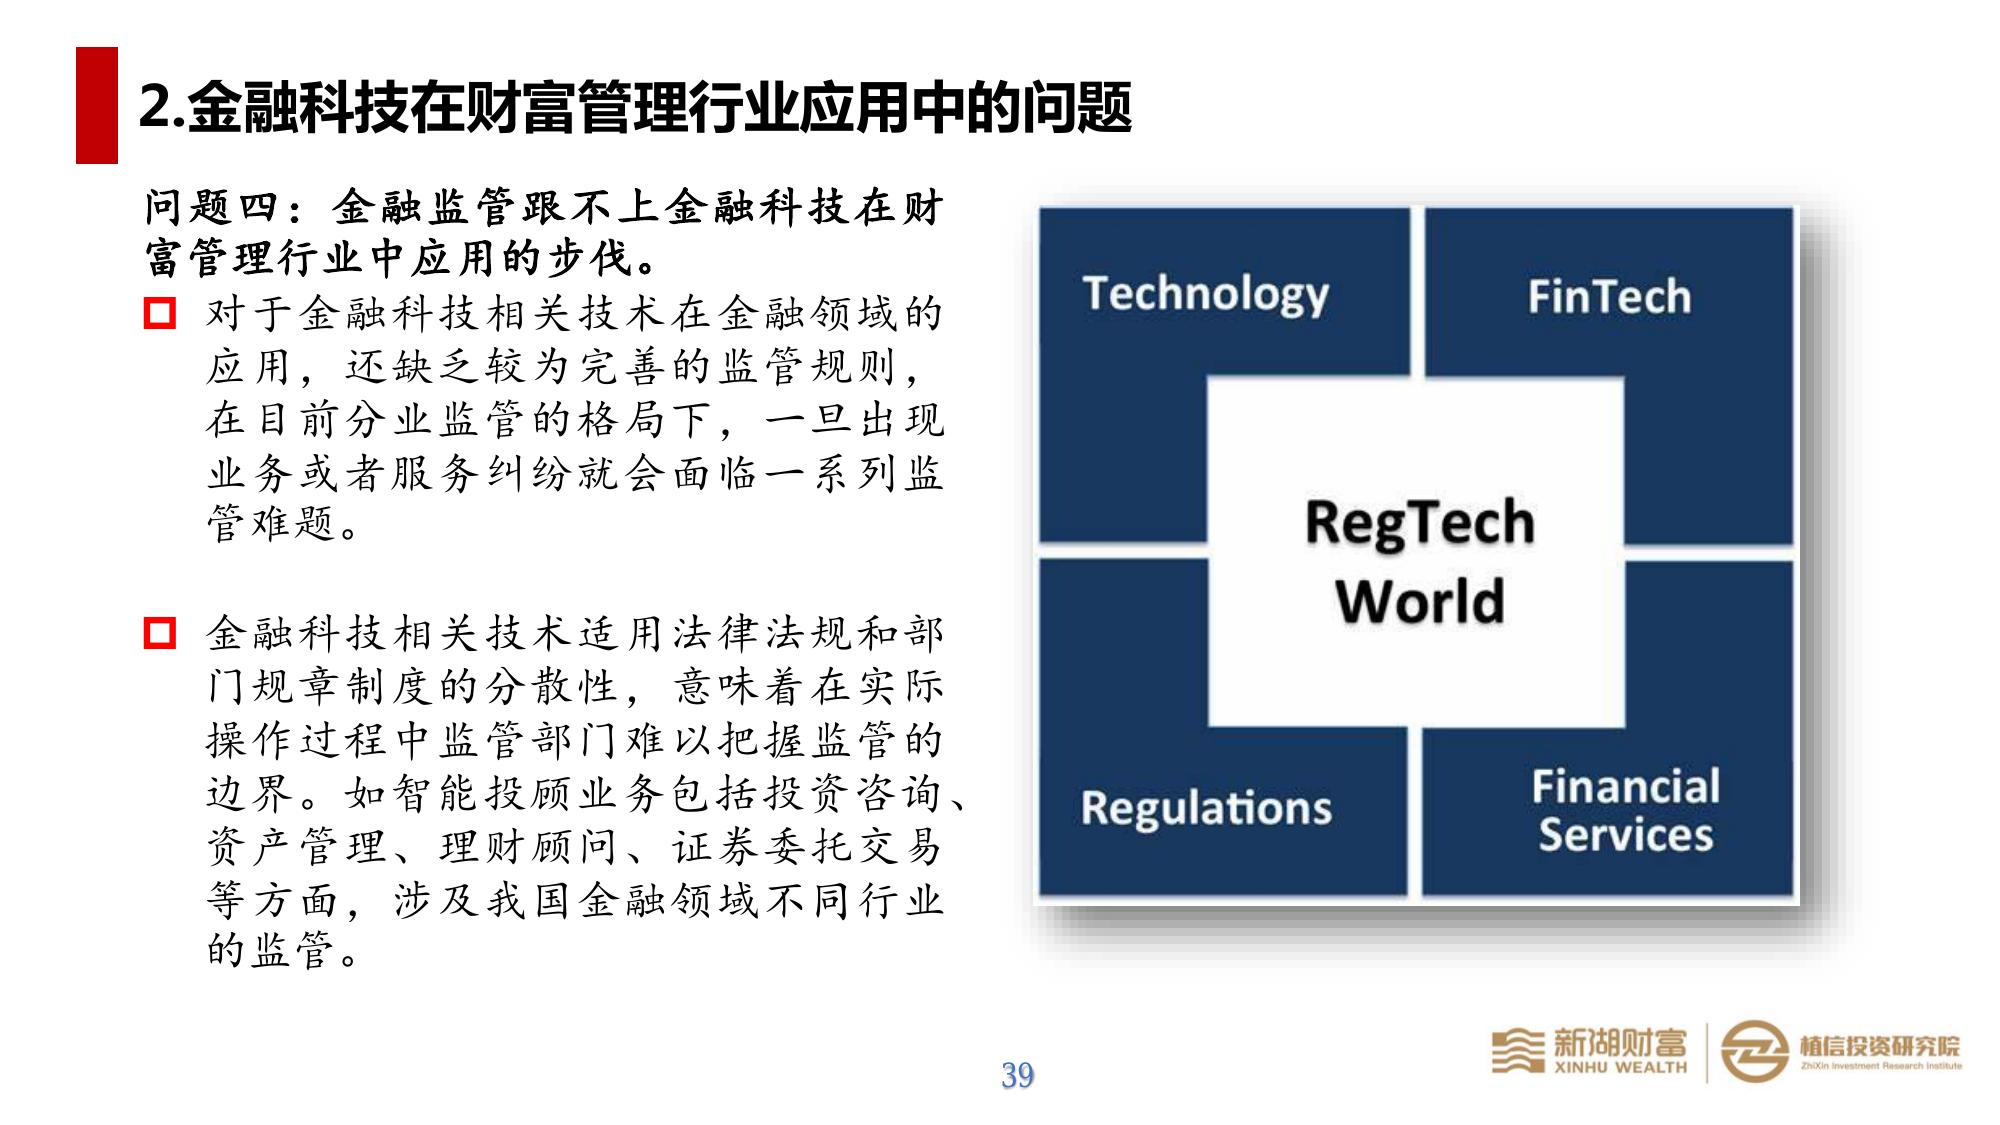 2.金融科技在财富管理行业应用中的问题
问题四：金融监管跟不上金融科技在财
富管理行业中应用的步伐。
对于金融科技相关技术在金融领域的
应用，还缺乏较为完善的监管规则，
在目前分业监管的格局下，一旦出现
业务或者服务纠纷就会面临一系列监
管难题。
金融科技相关技术适用法律法规和部
门规章制度的分散性，意味着在实际
操作过程中监管部门难以把握监管的
边界。如智能投顾业务包括投资咨询、
资产管理、理财顾问、证券委托交易
等方面，涉及我国金融领域不同行业
的监管。
Technology
FinTech
RegTech
World
Regulations
Financial
Services
新湖财富
XINHU WEALTH
植信投资研究院
ZhiXin Investment Research Institute
39